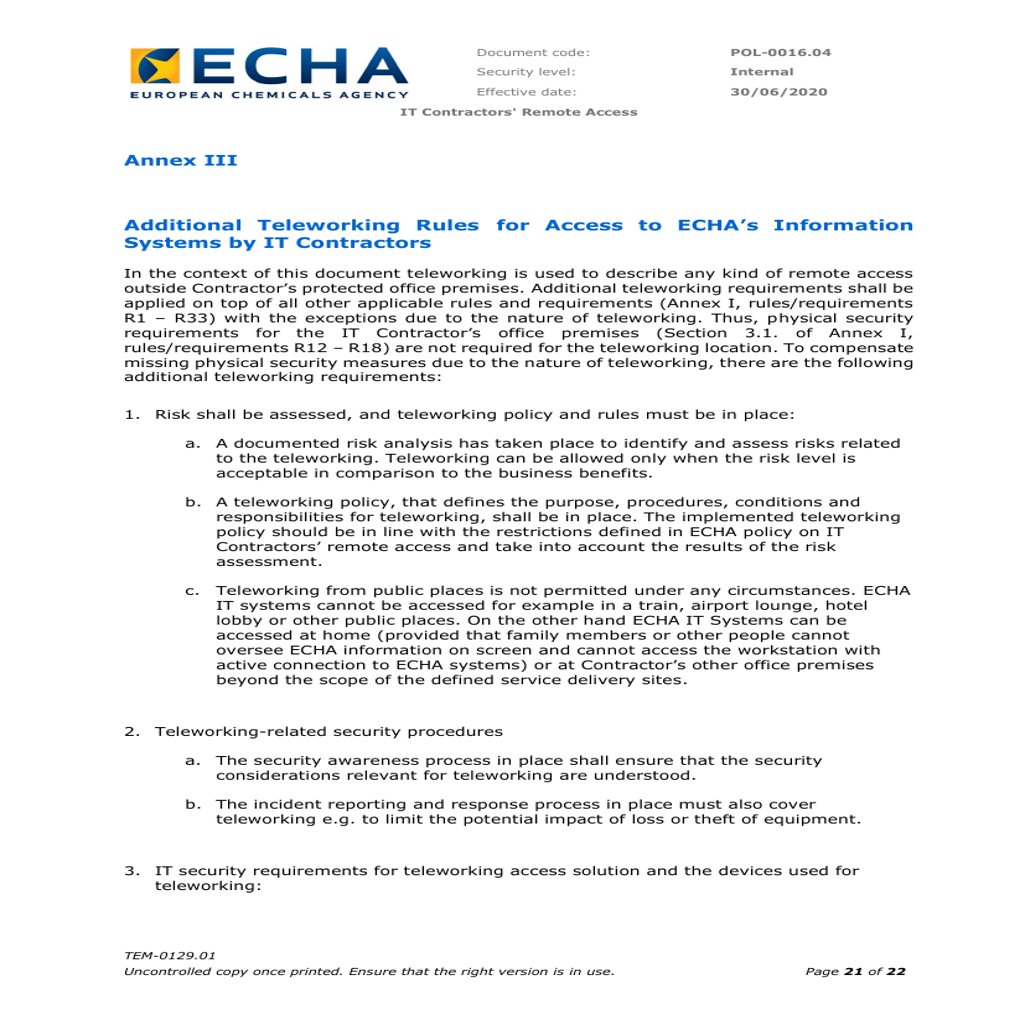 ECHA
EUROPEAN CHEMICALS AGENCY
Document code: POL-0016.04
Security level: Internal
Effective date: 30/06/2020
IT Contractors' Remote Access
Annex III
Additional Teleworking Rules for Access to ECHA’s Information
Systems by IT Contractors
In the context of this document teleworking is used to describe any kind of remote access
outside Contractor’s protected office premises. Additional teleworking requirements shall be
applied on top of all other applicable rules and requirements (Annex I, rules/requirements
R1 – R33) with the exceptions due to the nature of teleworking. Thus, physical security
requirements for the IT Contractor’s office premises (Section 3.1. of Annex I,
rules/requirements R12 – R18) are not required for the teleworking location. To compensate
missing physical security measures due to the nature of teleworking, there are the following
additional teleworking requirements:
1. Risk shall be assessed, and teleworking policy and rules must be in place:
a. A documented risk analysis has taken place to identify and assess risks related
to the teleworking. Teleworking can be allowed only when the risk level is
acceptable in comparison to the business benefits.
b. A teleworking policy, that defines the purpose, procedures, conditions and
responsibilities for teleworking, shall be in place. The implemented teleworking
policy should be in line with the restrictions defined in ECHA policy on IT
Contractors’ remote access and take into account the results of the risk
assessment.
c. Teleworking from public places is not permitted under any circumstances. ECHA
IT systems cannot be accessed for example in a train, airport lounge, hotel
lobby or other public places. On the other hand ECHA IT Systems can be
accessed at home (provided that family members or other people cannot
oversee ECHA information on screen and cannot access the workstation with
active connection to ECHA systems) or at Contractor’s other office premises
beyond the scope of the defined service delivery sites.
2. Teleworking-related security procedures
a. The security awareness process in place shall ensure that the security
considerations relevant for teleworking are understood.
b. The incident reporting and response process in place must also cover
teleworking e.g. to limit the potential impact of loss or theft of equipment.
3. IT security requirements for teleworking access solution and the devices used for
teleworking:
TEM-0129.01
Uncontrolled copy once printed. Ensure that the right version is in use. Page 21 of 22